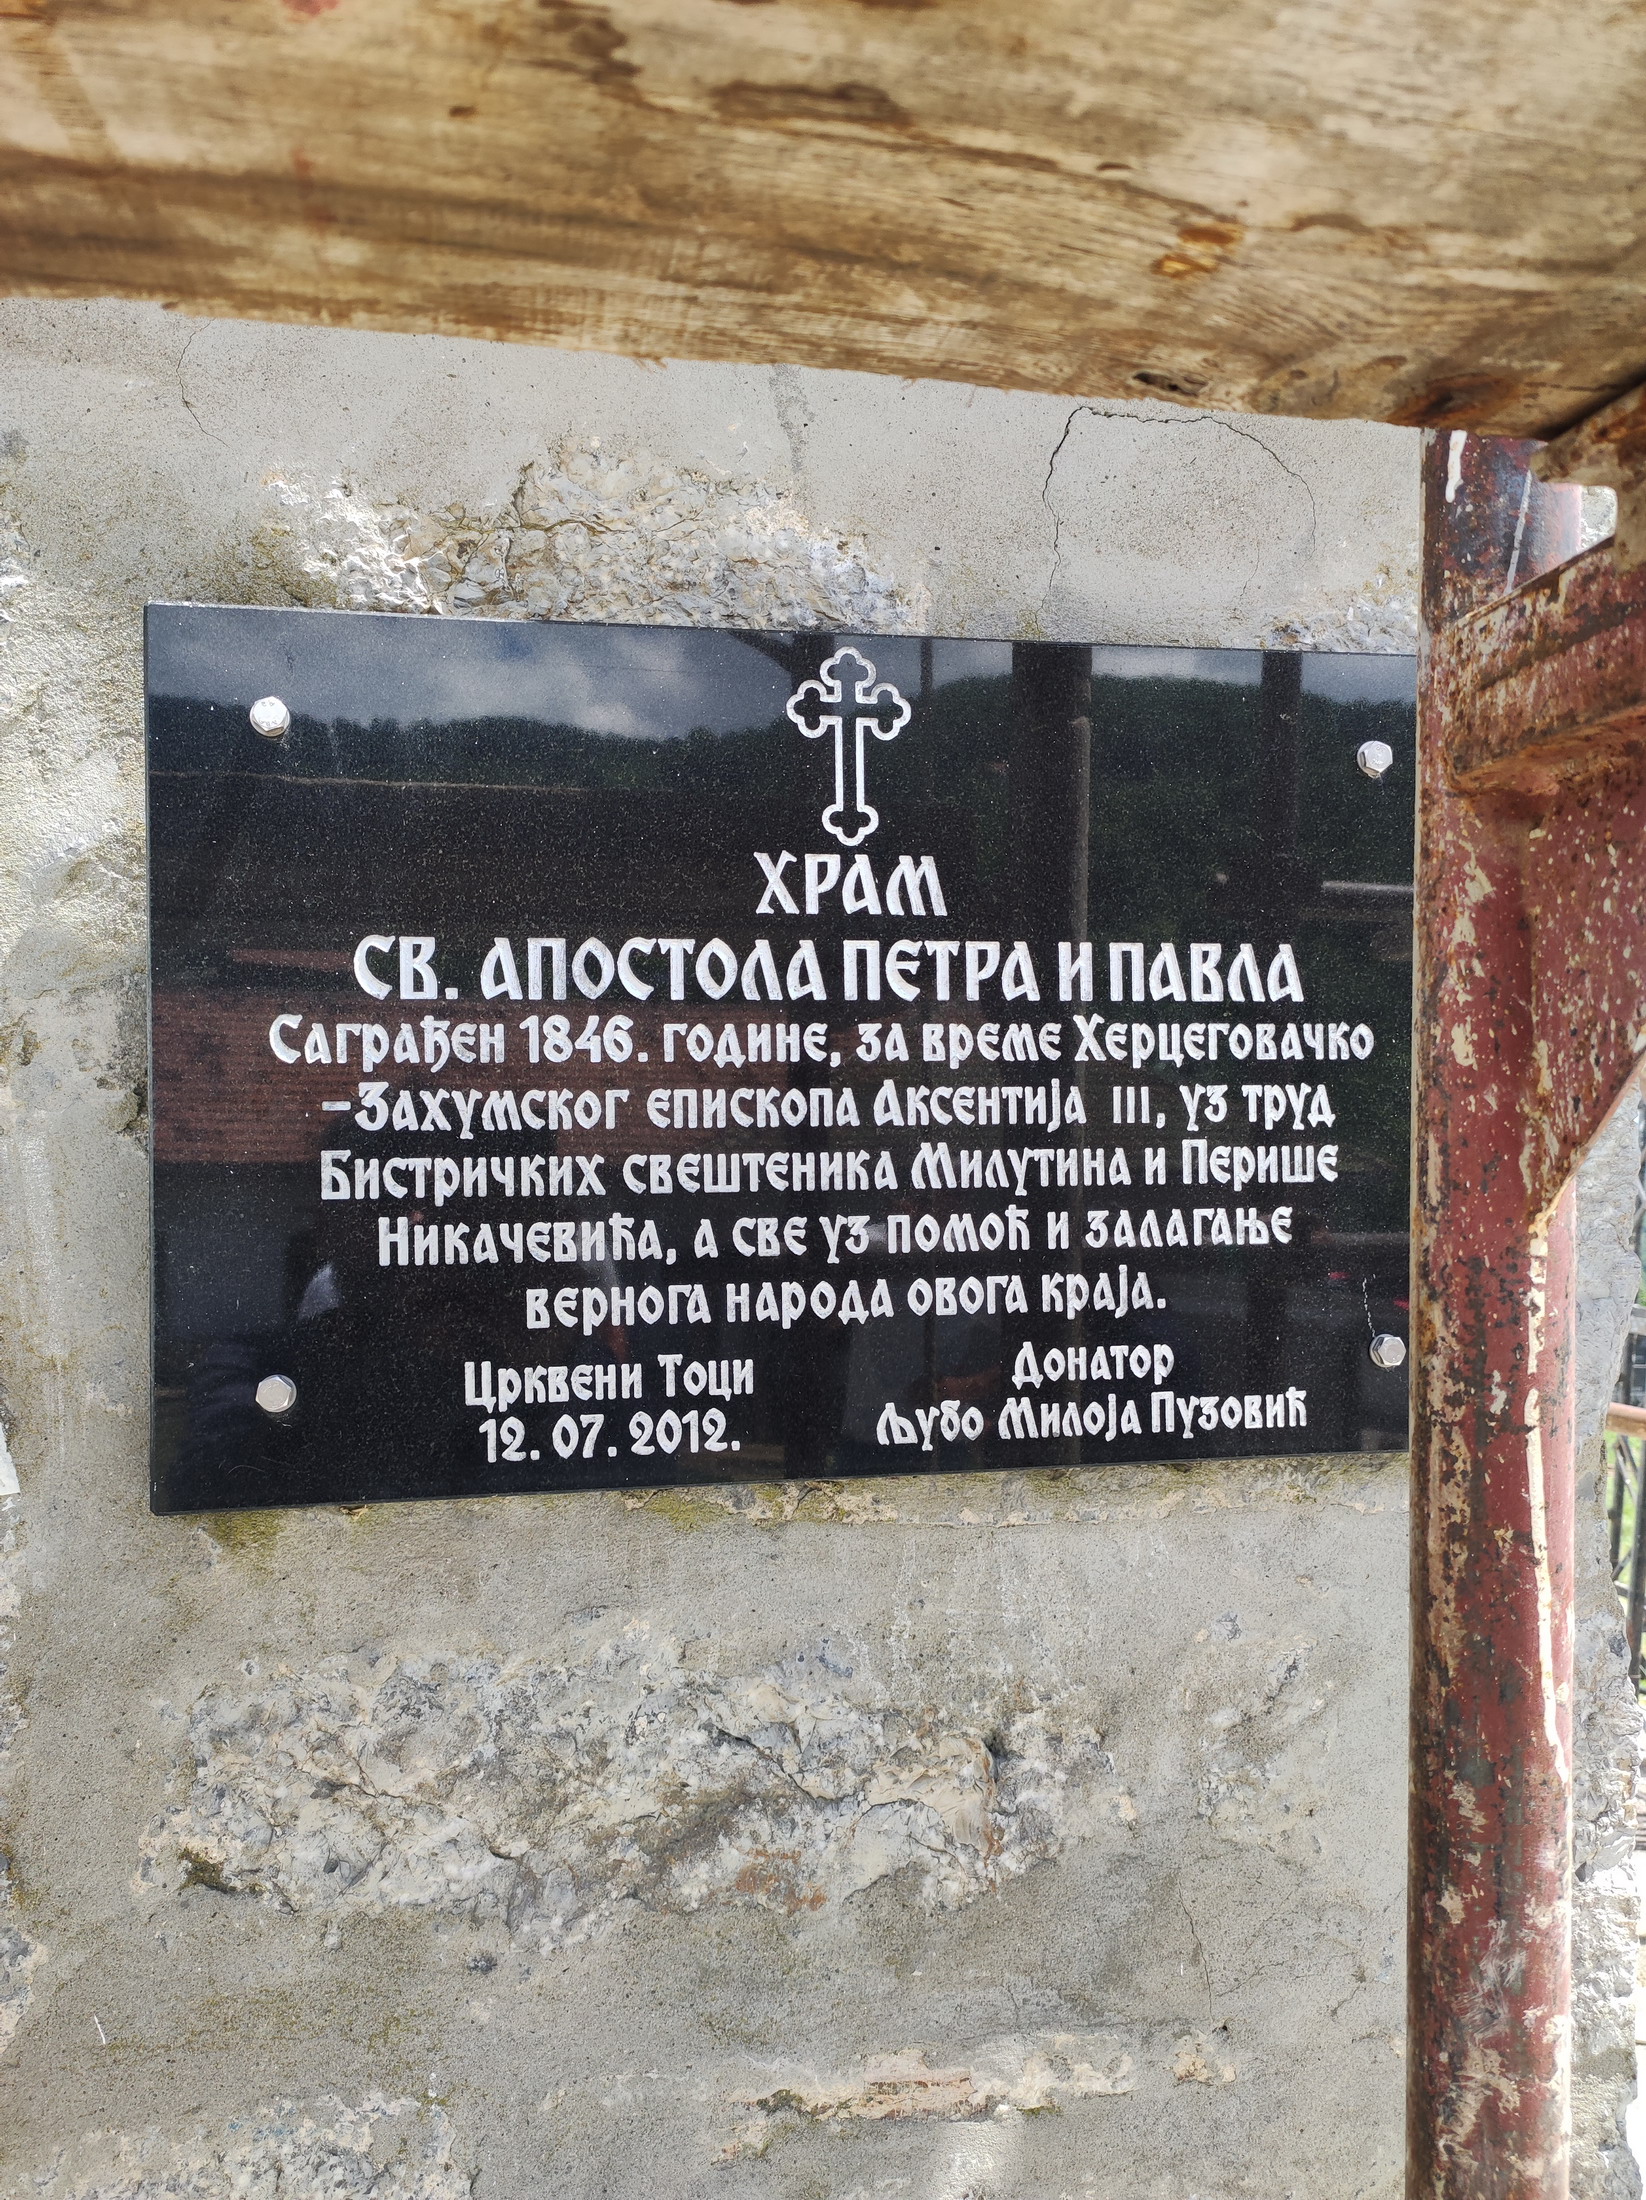 ХРАМ
СВ. АПОСТОЛА ПЕТРА И ПАВЛА
Саграђен 1846. године, за време Херцеговачко
-Захумског епископа Аксентија III, уз труд
Бистричких свештеника Милутина и Перише
Никачевића, а све уз помоћ и залагање
верногa народа овога краја.
Црквени Тоци
12. 07. 2012.
Донатор
Љубо Милоја Пузовић